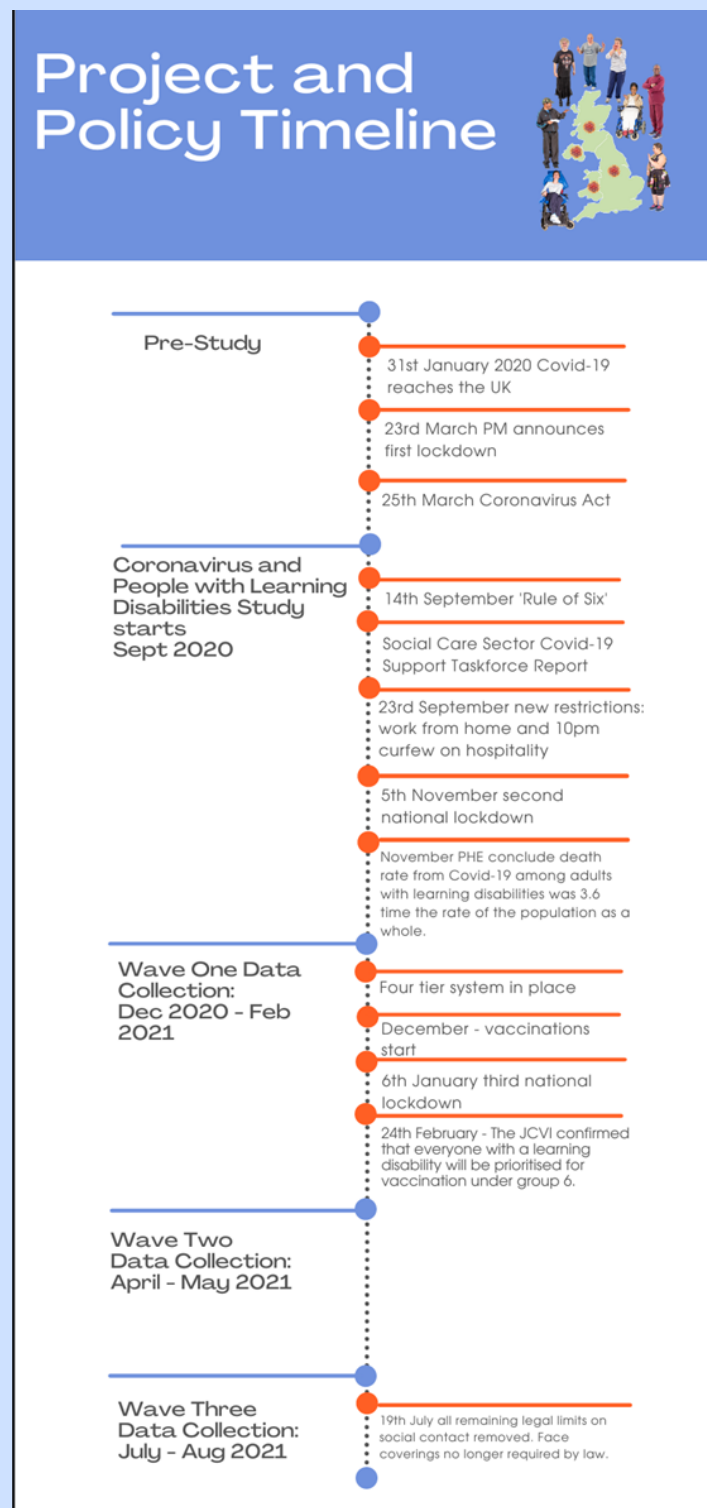 Project and
Policy Timeline
Pre-Study
31st January 2020 Covid-19
reaches the UK
23rd March PM announces
first lockdown
25th March Coronavirus Act
Coronavirus and
People with Learning
Disabilities Study
starts
Sept 2020
14th September 'Rule of Six'
Social Care Sector Covid-19
Support Taskforce Report
23rd September new restrictions:
work from home and 10pm
curfew on hospitality
5th November second
national lockdown
November PHE conclude death
rate from Covid-19 among adults
with learning disabilities was 3.6
time the rate of the population as a
whole.
Wave One Data
Collection:
Dec 2020 - Feb
2021
Four tier system in place
December - vaccinations
start
6th January third national
lockdown
24th February - The JCVI confirmed
that everyone with a learning
disability will be prioritised for
vaccination under group 6.
Wave Two
Data Collection:
April - May 2021
Wave Three
Data Collection:
July - Aug 2021
19th July all remaining legal limits on
social contact removed. Face
coverings no longer required by law.